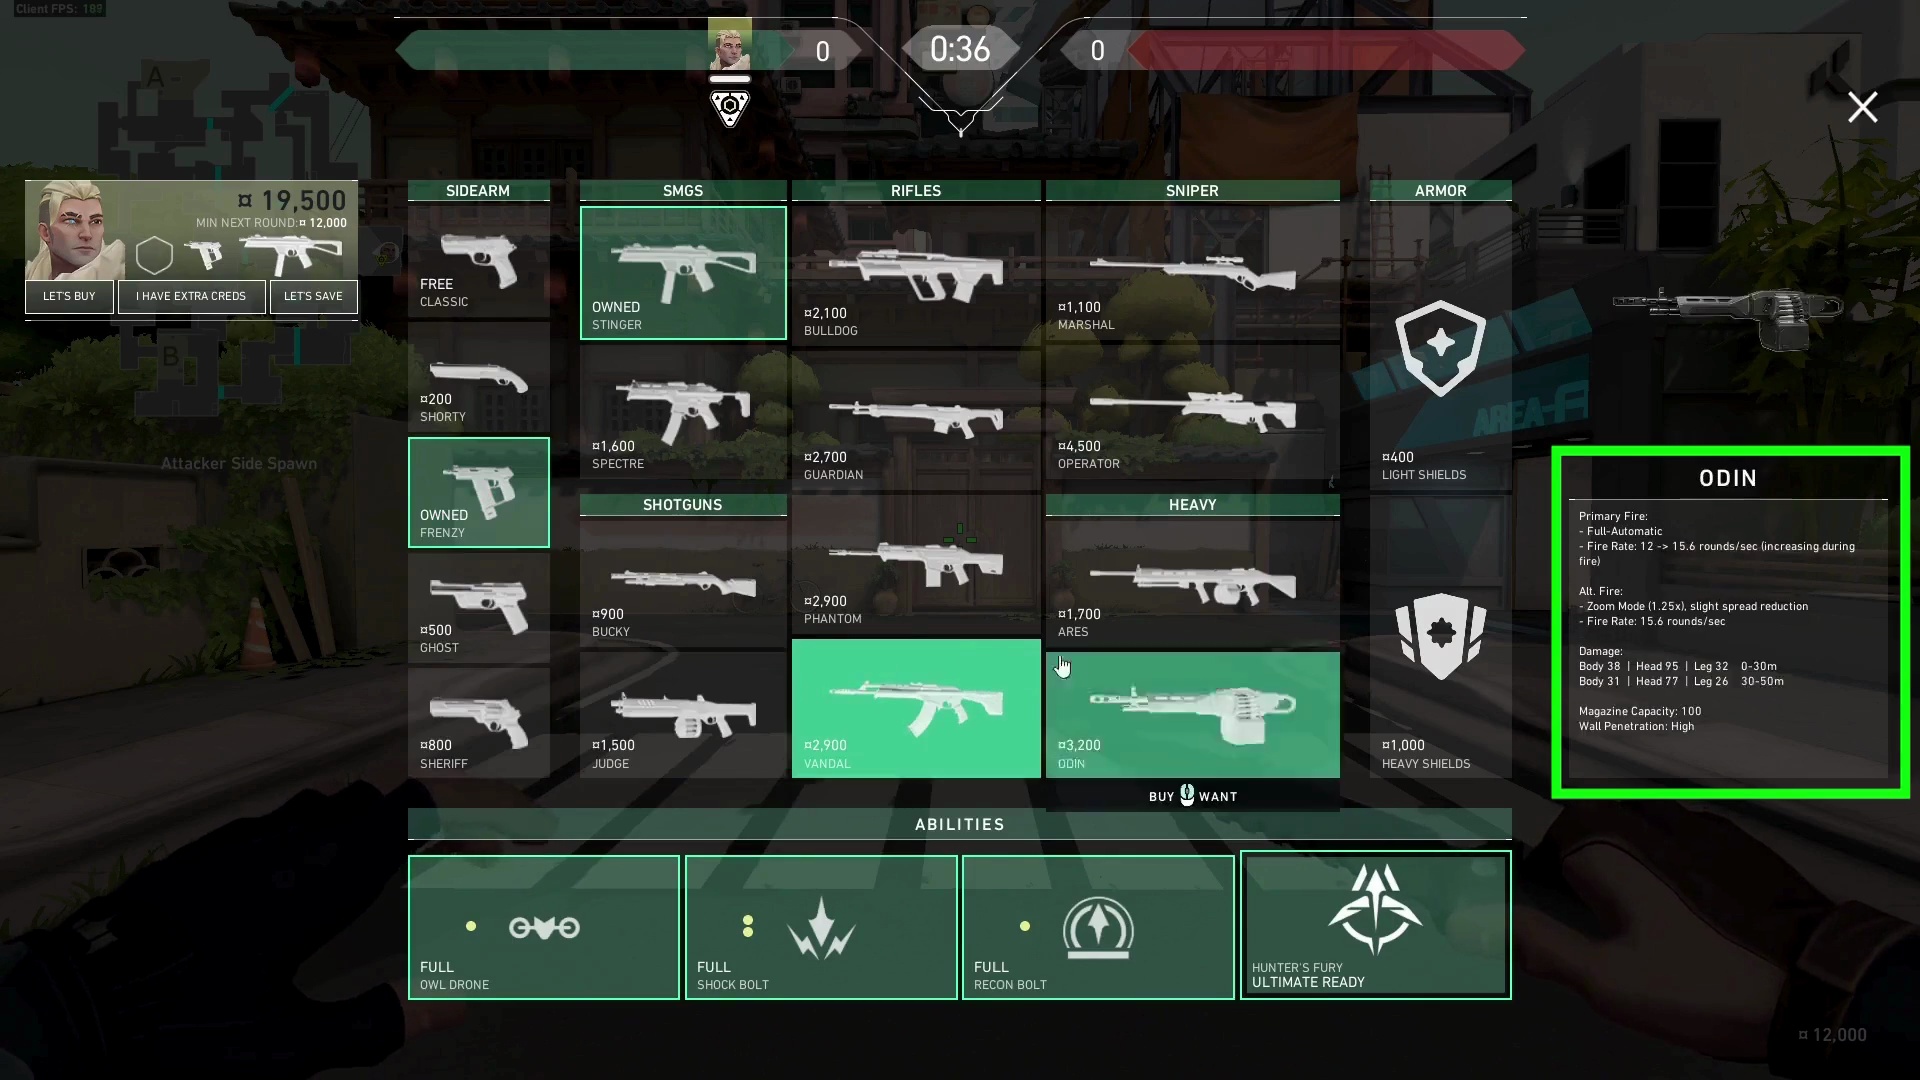 Client FPS: 189
0
0:36
0
A
¤ 19,500
MIN NEXT ROUND:¤ 12,000
LET'S BUY
I HAVE EXTRA CREDS
LET'S SAVE
B
Attacker Side Spawn
SIDEARM
FREE
CLASSIC
¤200
SHORTY
OWNED
FRENZY
¤500
GHOST
¤800
SHERIFF
SMGS
OWNED
STINGER
¤1,600
SPECTRE
SHOTGUNS
¤900
BUCKY
¤1,500
JUDGE
RIFLES
¤2,100
BULLDOG
¤2,700
GUARDIAN
¤2,900
PHANTOM
¤2,900
VANDAL
SNIPER
¤1,100
MARSHAL
¤4,500
OPERATOR
HEAVY
¤1,700
ARES
¤3,200
ODIN
BUY WANT
ARMOR
¤400
LIGHT SHIELDS
¤1,000
HEAVY SHIELDS
AREA-A
ODIN
Primary Fire:
- Full-Automatic
- Fire Rate: 12 -> 15.6 rounds/sec (increasing during
fire)
Alt. Fire:
- Zoom Mode (1.25x), slight spread reduction
- Fire Rate: 15.6 rounds/sec
Damage:
Body 38 | Head 95 | Leg 32 0-30m
Body 31 | Head 77 | Leg 26 30-50m
Magazine Capacity: 100
Wall Penetration: High
ABILITIES
FULL
OWL DRONE
FULL
SHOCK BOLT
FULL
RECON BOLT
HUNTER'S FURY
ULTIMATE READY
¤ 12,000